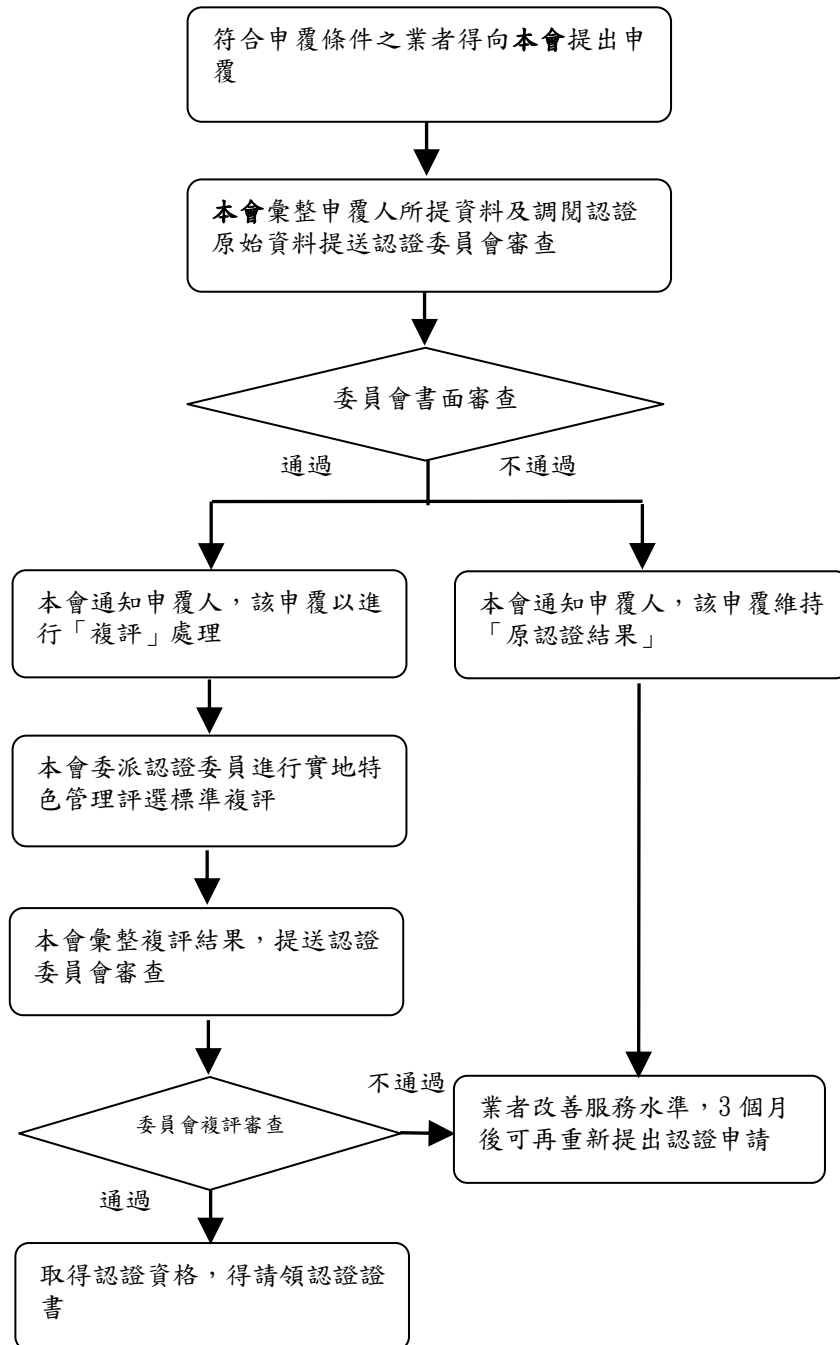 符合申覆條件之業者得向本會提出申
覆
本會彙整申覆人所提資料及調閱認證
原始資料提送認證委員會審查
委員會書面審查
通過
不通過
本會通知申覆人，該申覆以進
行「複評」處理
本會通知申覆人，該申覆維持
「原認證結果」
本會委派認證委員進行實地特
色管理評選標準複評
本會彙整複評結果，提送認證
委員會審查
委員會複評審查
不通過
業者改善服務水準，3個月
後可再重新提出認證申請
通過
取得認證資格，得請領認證證
書